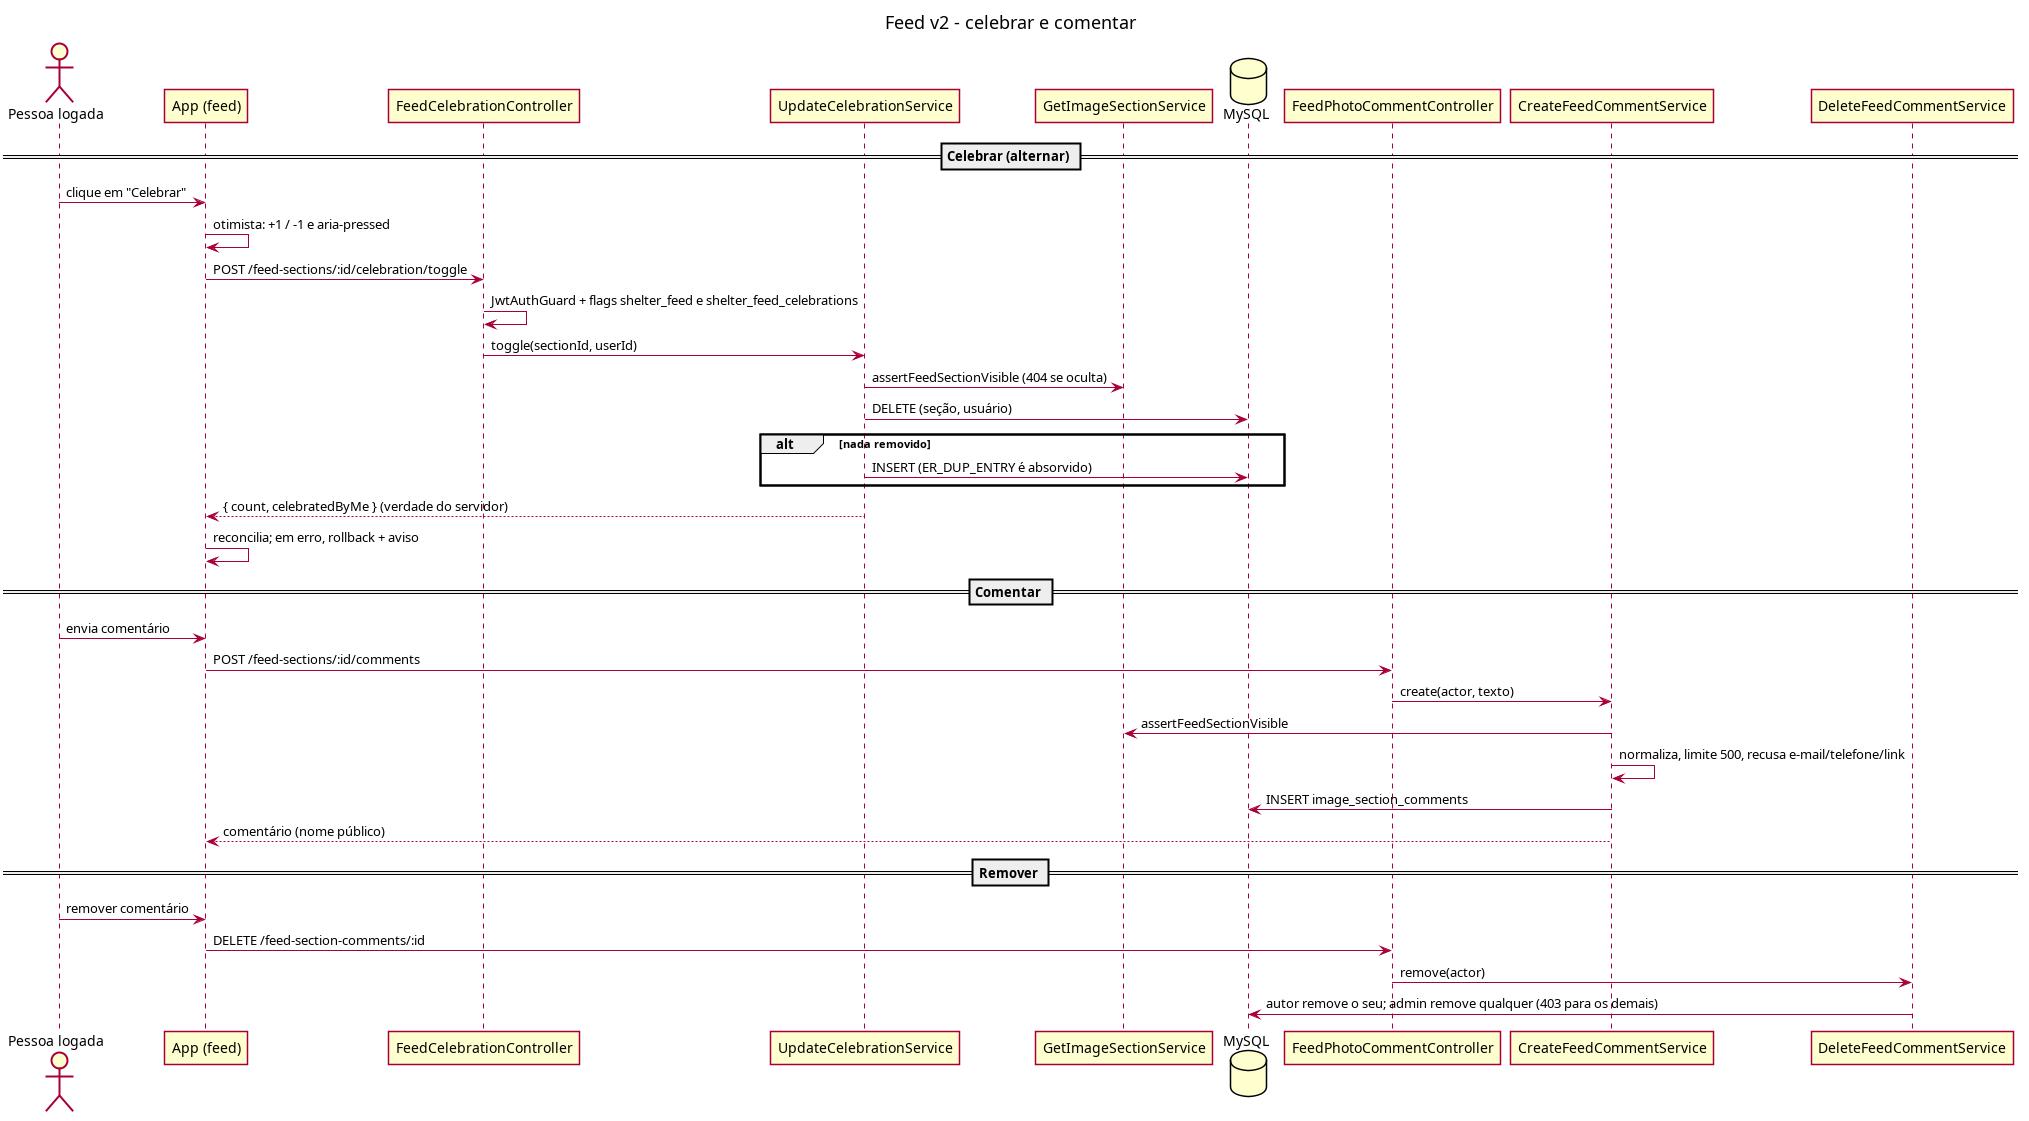 Feed v2 - celebrar e comentar
Pessoa logada
App (feed)
FeedCelebrationController
UpdateCelebrationService
GetImageSectionService
MySQL
FeedPhotoCommentController
CreateFeedCommentService
DeleteFeedCommentService
Celebrar (alternar)
clique em "Celebrar"
otimista: +1 / -1 e aria-pressed
POST /feed-sections/:id/celebration/toggle
JwtAuthGuard + flags shelter_feed e shelter_feed_celebrations
toggle(sectionId, userId)
assertFeedSectionVisible (404 se oculta)
DELETE (seção, usuário)
alt
[nada removido]
INSERT (ER_DUP_ENTRY é absorvido)
{ count, celebratedByMe } (verdade do servidor)
reconcilia; em erro, rollback + aviso
Comentar
envia comentário
POST /feed-sections/:id/comments
create(actor, texto)
assertFeedSectionVisible
normaliza, limite 500, recusa e-mail/telefone/link
INSERT image_section_comments
comentário (nome público)
Remover
remover comentário
DELETE /feed-section-comments/:id
remove(actor)
autor remove o seu; admin remove qualquer (403 para os demais)
Pessoa logada
App (feed)
FeedCelebrationController
UpdateCelebrationService
GetImageSectionService
MySQL
FeedPhotoCommentController
CreateFeedCommentService
DeleteFeedCommentService